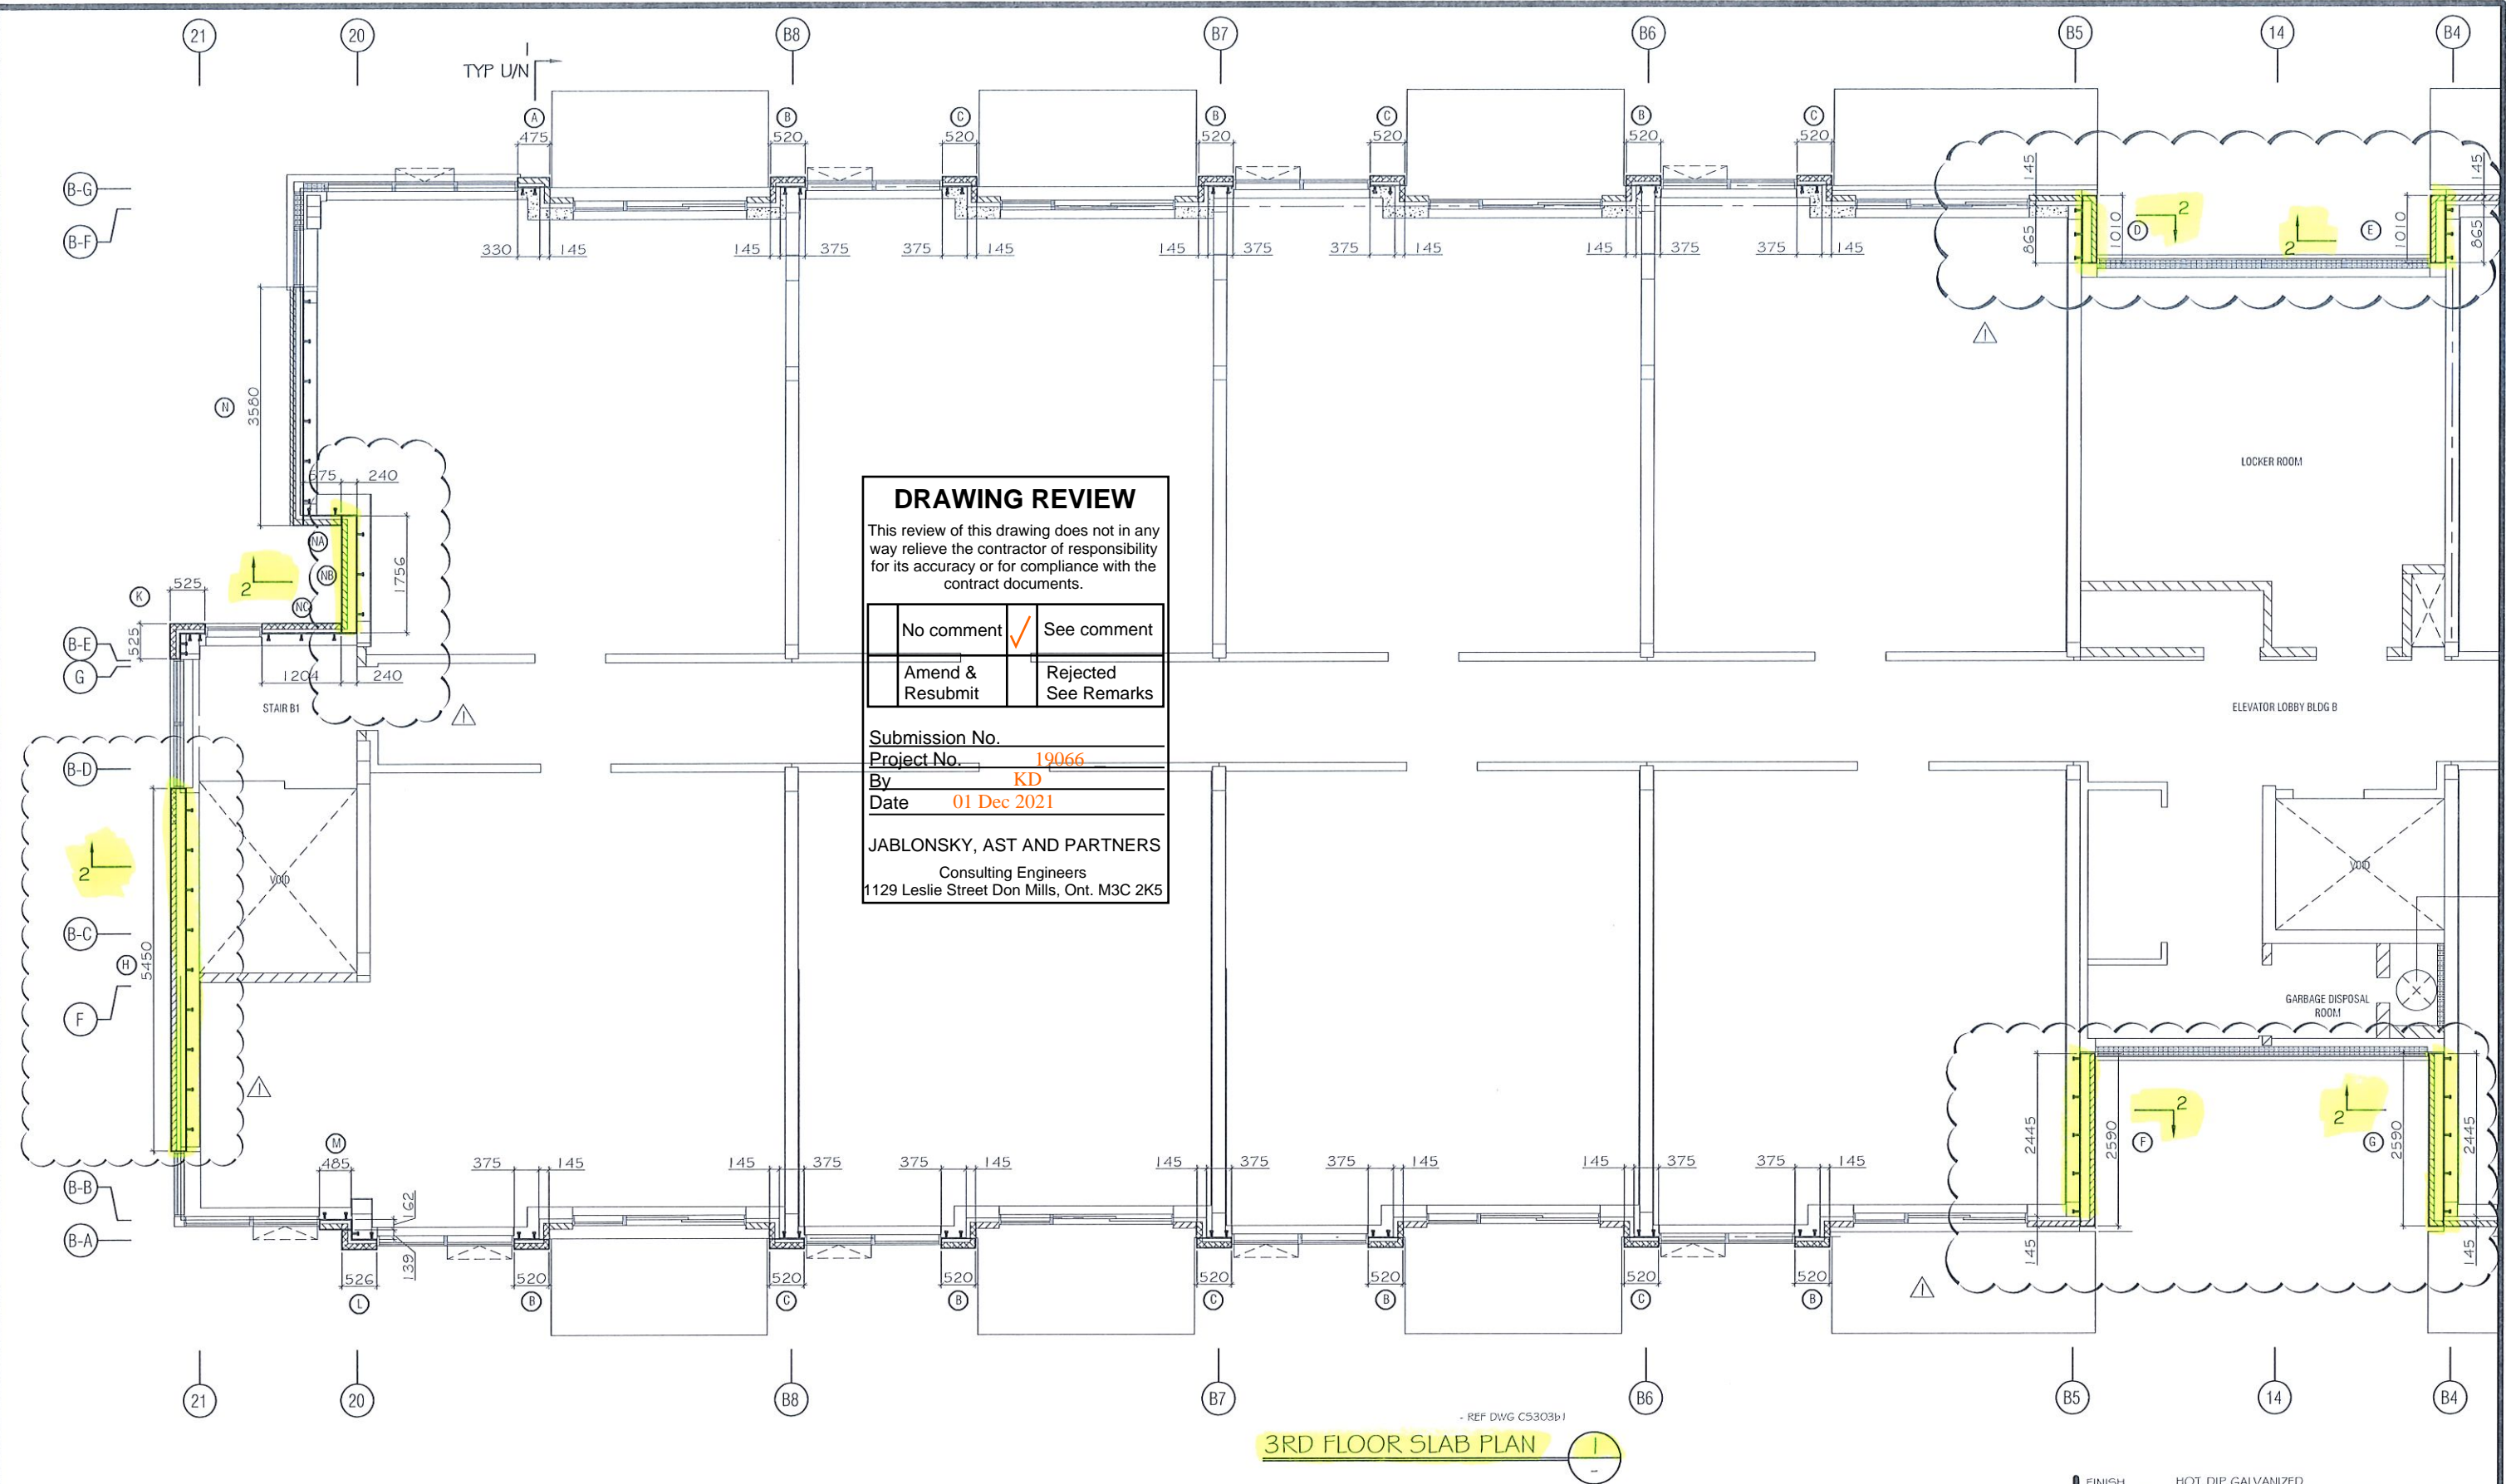 21 20 B8 B7 B6 B5 14 B4
TYP U/N
1
A B C B C B C
475 520 520 520 520 520 520
B-G
B-F
145 145
1010 865 1010 865
D 2 2 E
330 145 145 375 375 145 145 375 375 145 145 375 375 145
1
N 3580
LOCKER ROOM
675 240
NA
NB
NC
1756
2
K 525
525
B-E
G
1204 240
STAIR B1
1
ELEVATOR LOBBY BLDG B
DRAWING REVIEW
This review of this drawing does not in any
way relieve the contractor of responsibility
for its accuracy or for compliance with the
contract documents.
No comment ✓ See comment
Amend &
Resubmit
Rejected
See Remarks
Submission No.
Project No. 19066
By KD
Date 01 Dec 2021
JABLONSKY, AST AND PARTNERS
Consulting Engineers
1129 Leslie Street Don Mills, Ont. M3C 2K5
B-D
2
VOID
VOID
B-C
H 5450
F
GARBAGE DISPOSAL
ROOM
1
2445 2590 2590 2445
2 2
F G
M
485 375 145 145 375 375 145 145 375 375 145 145 375 375 145
B-B
B-A
162
139
145 145
526 520 520 520 520 520 520 520
L B C B C B C B
1
21 20 B8 B7 B6 B5 14 B4
- REF DWG C5303b1
3RD FLOOR SLAB PLAN 1
-
FINISH HOT DIP GALVANIZED